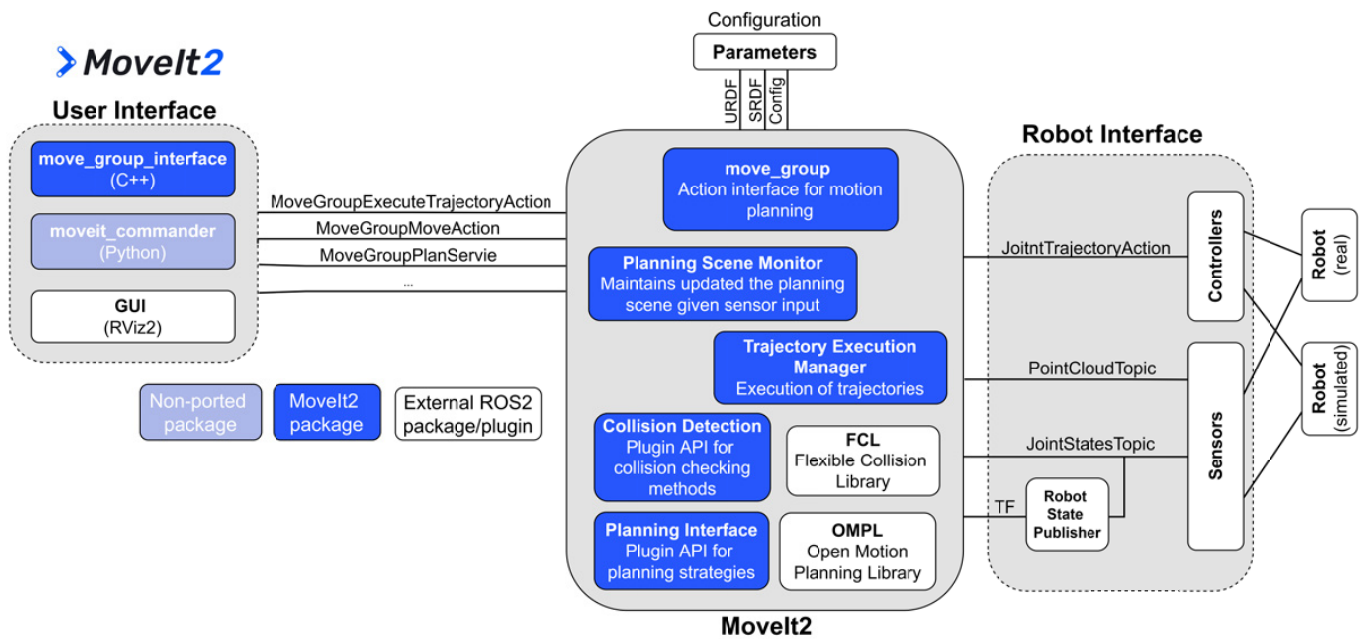 MoveIt2
User Interface
move_group_interface
(C++)
moveit_commander
(Python)
GUI
(RViz2)
Non-ported
package
MoveIt2
package
External ROS2
package/plugin
MoveGroupExecuteTrajectoryAction
MoveGroupMoveAction
MoveGroupPlanServie
...
Configuration
Parameters
URDF
SRDF
Config
move_group
Action interface for motion
planning
Planning Scene Monitor
Maintains updated the planning
scene given sensor input
Trajectory Execution
Manager
Execution of trajectories
Collision Detection
Plugin API for
collision checking
methods
FCL
Flexible Collision
Library
Planning Interface
Plugin API for
planning strategies
OMPL
Open Motion
Planning Library
MoveIt2
Robot Interface
JoitntTrajectoryAction
PointCloudTopic
JointStatesTopic
TF
Robot
State
Publisher
Controllers
Sensors
Robot
(real)
Robot
(simulated)